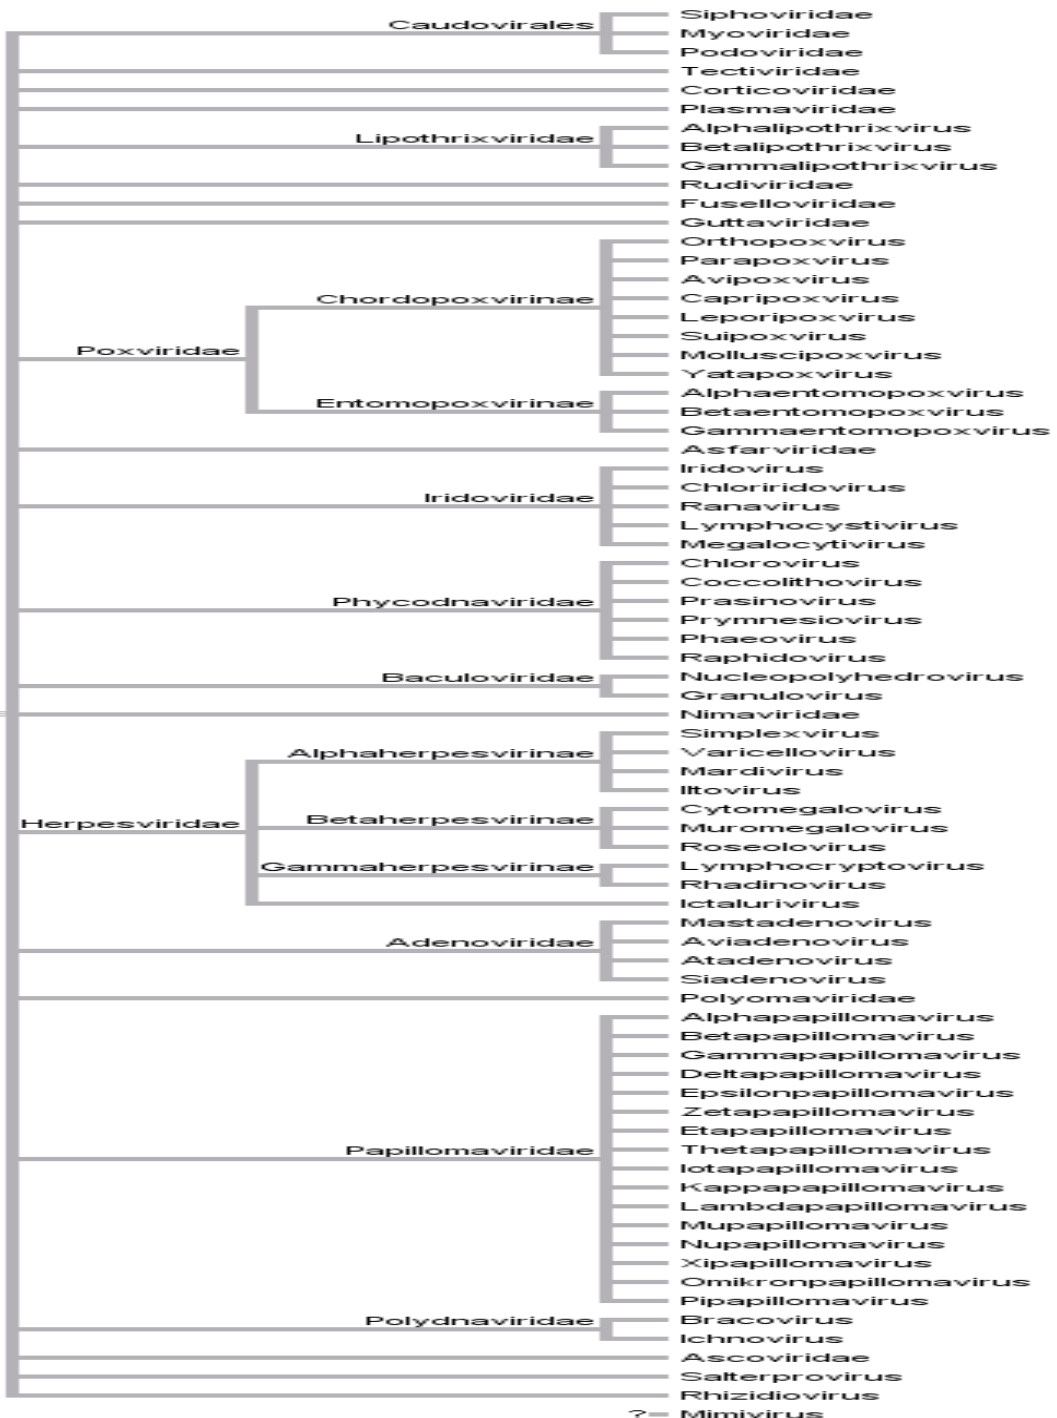 Caudovirales
Siphoviridae
Myoviridae
Podoviridae
Tectiviridae
Corticoviridae
Plasmaviridae
Lipothrixviridae
Alphalipothrixvirus
Betalipothrixvirus
Gammalipothrixvirus
Rudiviridae
Fuselloviridae
Guttaviridae
Poxviridae
Chordopoxvirinae
Orthopoxvirus
Parapoxvirus
Avipoxvirus
Capripoxvirus
Leporipoxvirus
Suipoxvirus
Molluscipoxvirus
Yatapoxvirus
Entomopoxvirinae
Alphaentomopoxvirus
Betaentomopoxvirus
Gammaentomopoxvirus
Asfarviridae
Iridoviridae
Iridovirus
Chloriridovirus
Ranavirus
Lymphocystivirus
Megalocytivirus
Phycodnaviridae
Chlorovirus
Coccolithovirus
Prasinovirus
Prymnesiovirus
Phaeovirus
Raphidovirus
Baculoviridae
Nucleopolyhedrovirus
Granulovirus
Nimaviridae
Herpesviridae
Alphaherpesvirinae
Simplexvirus
Varicellovirus
Mardivirus
Iltovirus
Betaherpesvirinae
Cytomegalovirus
Muromegalovirus
Roseolovirus
Gammaherpesvirinae
Lymphocryptovirus
Rhadinovirus
Ictalurivirus
Adenoviridae
Mastadenovirus
Aviadenovirus
Atadenovirus
Siadenovirus
Polyomaviridae
Papillomaviridae
Alphapapillomavirus
Betapapillomavirus
Gammapapillomavirus
Deltapapillomavirus
Epsilonpapillomavirus
Zetapapillomavirus
Etapapillomavirus
Thetapapillomavirus
Iotapapillomavirus
Kappapapillomavirus
Lambdapapillomavirus
Mupapillomavirus
Nupapillomavirus
Xipapillomavirus
Omikronpapillomavirus
Pipapillomavirus
Polydnaviridae
Bracovirus
Ichnovirus
Ascoviridae
Salterprovirus
Rhizidiovirus
? Mimivirus